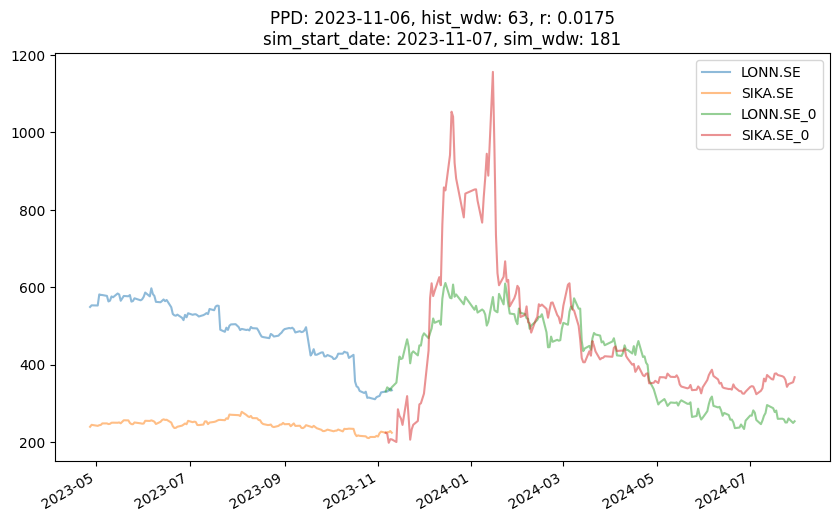 PPD: 2023-11-06, hist_wdw: 63, r: 0.0175
sim_start_date: 2023-11-07, sim_wdw: 181
LONN.SE
SIKA.SE
LONN.SE_0
SIKA.SE_0
1200
1000
800
600
400
200
2023-05
2023-07
2023-09
2023-11
2024-01
2024-03
2024-05
2024-07